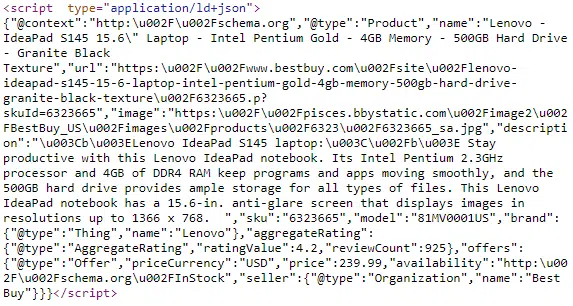 <script  type="application/ld+json">
{"@context":"http:\u002F\u002Fschema.org","@type":"Product","name":"Lenovo -
IdeaPad S145 15.6\" Laptop - Intel Pentium Gold - 4GB Memory - 500GB Hard Drive
- Granite Black
Texture","url":"https:\u002F\u002Fwww.bestbuy.com\u002Fsite\u002Flenovo-
ideapad-s145-15-6-laptop-intel-pentium-gold-4gb-memory-500gb-hard-drive-
granite-black-texture\u002F6323665.p?
skuId=6323665","image":"https:\u002F\u002Fpisces.bbystatic.com\u002Fimage2\u002
FBestBuy_US\u002Fimages\u002Fproducts\u002F6323\u002F6323665_sa.jpg","descripti
on":"\u003Cb\u003ELenovo IdeaPad S145 laptop:\u003C\u002Fb\u003E Stay
productive with this Lenovo IdeaPad notebook. Its Intel Pentium 2.3GHz
processor and 4GB of DDR4 RAM keep programs and apps moving smoothly, and the
500GB hard drive provides ample storage for all types of files. This Lenovo
IdeaPad notebook has a 15.6-in. anti-glare screen that displays images in
resolutions up to 1366 x 768.  ","sku":"6323665","model":"81MV0001US","brand":
{"@type":"Thing","name":"Lenovo"},"aggregateRating":
{"@type":"AggregateRating","ratingValue":4.2,"reviewCount":925},"offers":
{"@type":"Offer","priceCurrency":"USD","price":239.99,"availability":"http:\u00
2F\u002Fschema.org\u002FInStock","seller":{"@type":"Organization","name":"Best
Buy"}}}</script>